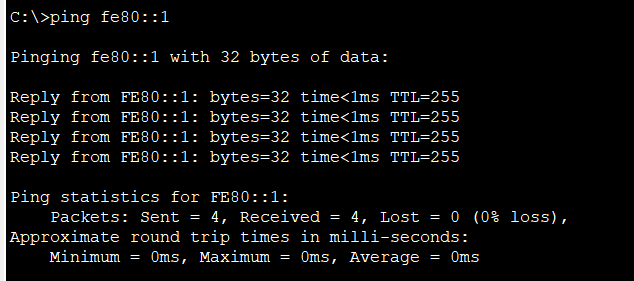 C:\>ping fe80::1
Pinging fe80::1 with 32 bytes of data:
Reply from FE80::1: bytes=32 time<1ms TTL=255
Reply from FE80::1: bytes=32 time<1ms TTL=255
Reply from FE80::1: bytes=32 time<1ms TTL=255
Reply from FE80::1: bytes=32 time<1ms TTL=255
Ping statistics for FE80::1:
Packets: Sent = 4, Received = 4, Lost = 0 (0% loss),
Approximate round trip times in milli-seconds:
Minimum = 0ms, Maximum = 0ms, Average = 0ms